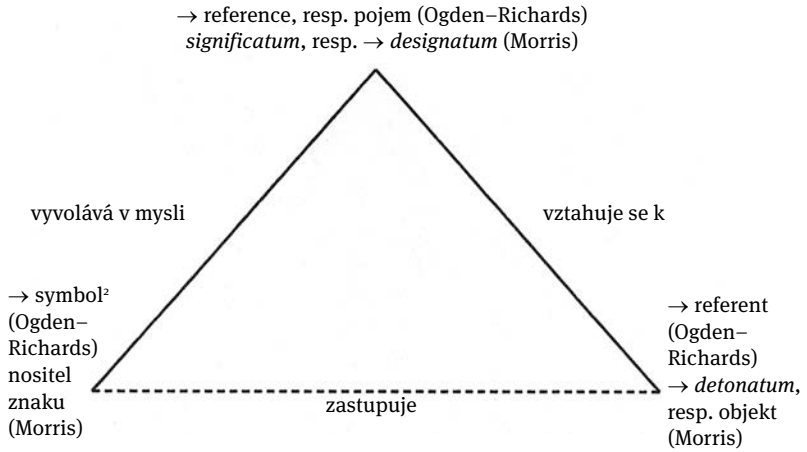 → reference, resp. pojem (Ogden–Richards)
significatum, resp. → designatum (Morris)
vyvolává v mysli
vztahuje se k
→ symbol²
(Ogden–
Richards)
nositel
znaku
(Morris)
→ referent
(Ogden–
Richards)
→ detonatum,
resp. objekt
(Morris)
zastupuje